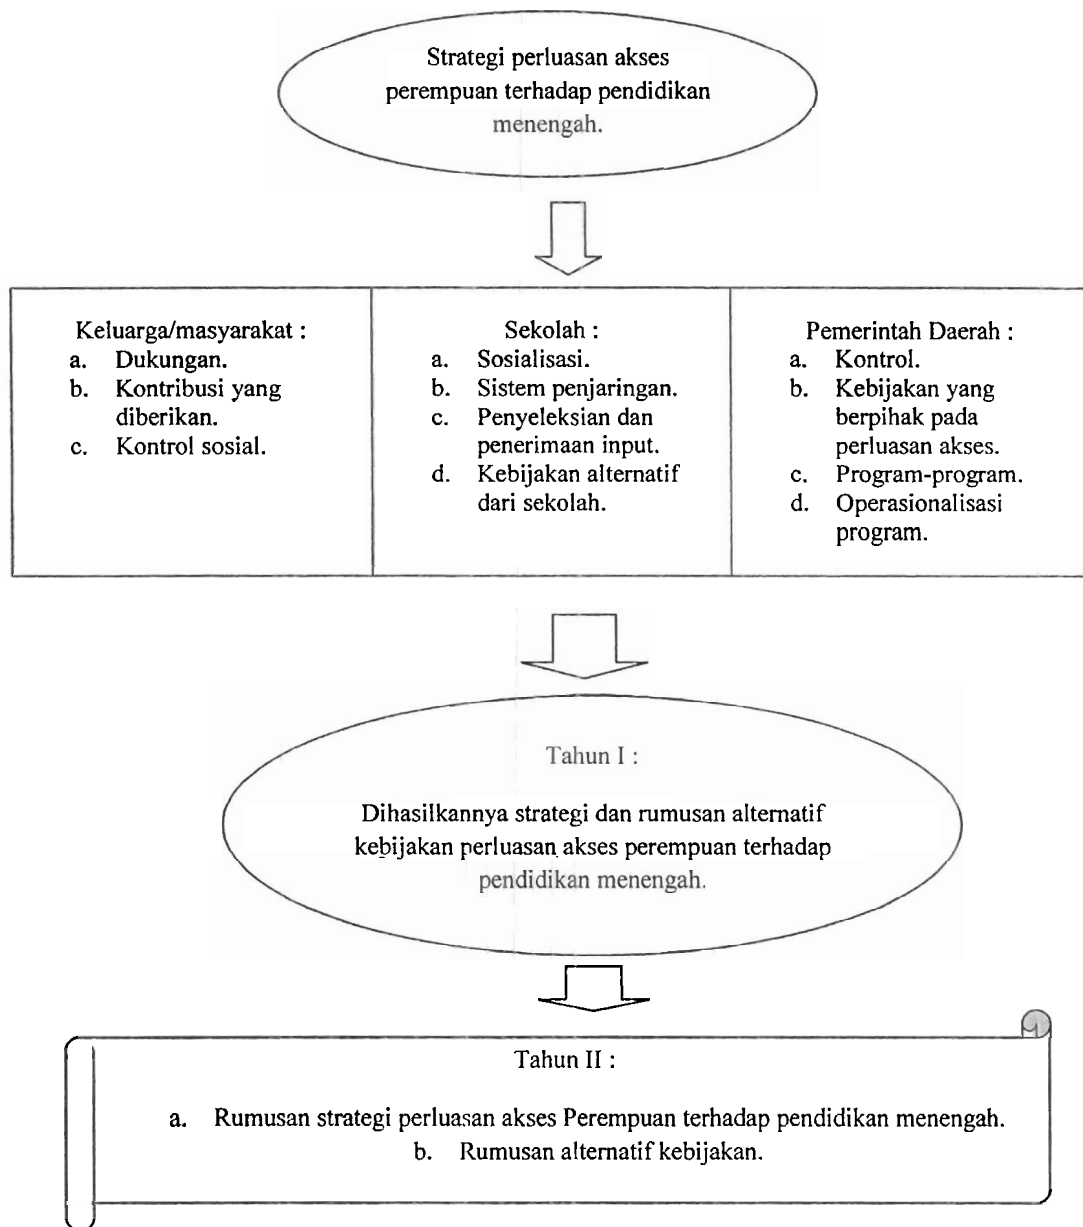 Strategi perluasan akses
perempuan terhadap pendidikan
menengah.
Keluarga/masyarakat :
a. Dukungan.
b. Kontribusi yang
diberikan.
c. Kontrol sosial.
Sekolah :
a. Sosialisasi.
b. Sistem penjaringan.
c. Penyeleksian dan
penerimaan input.
d. Kebijakan alternatif
dari sekolah.
Pemerintah Daerah :
a. Kontrol.
b. Kebijakan yang
berpihak pada
perluasan akses.
c. Program-program.
d. Operasionalisasi
program.
Tahun I :
Dihasilkannya strategi dan rumusan alternatif
kebijakan perluasan akses perempuan terhadap
pendidikan menengah.
Tahun II :
a. Rumusan strategi perluasan akses Perempuan terhadap pendidikan menengah.
b. Rumusan alternatif kebijakan.